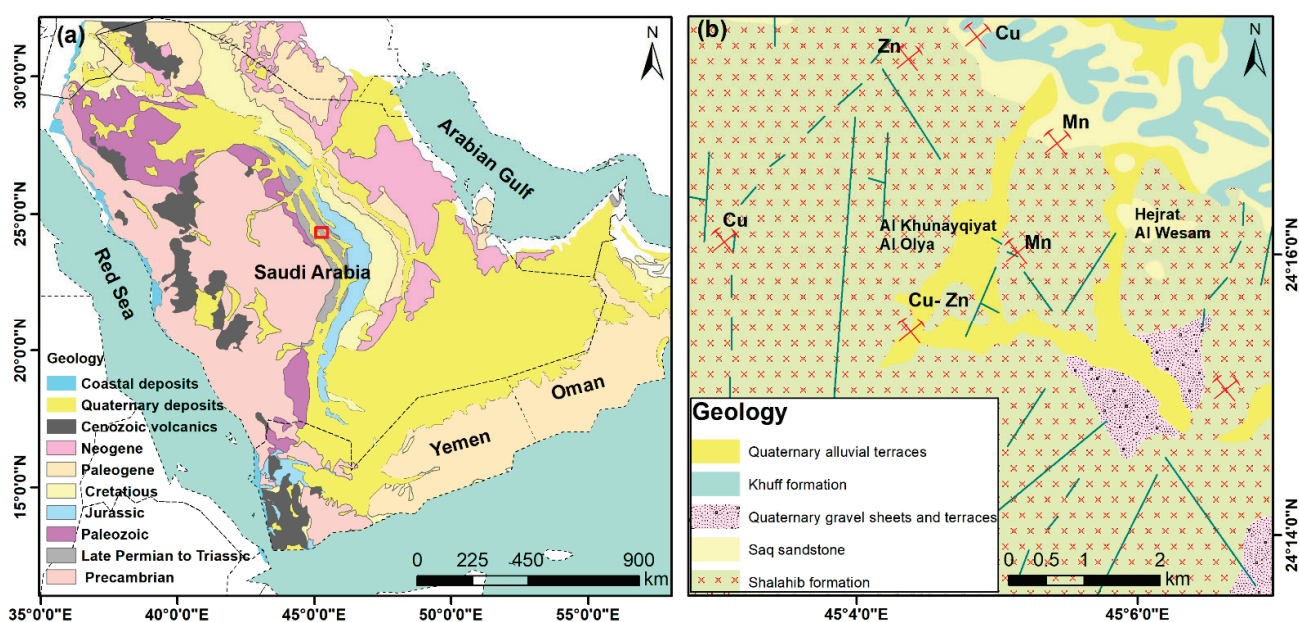 (a)
N
30°0'0"N
25°0'0"N
20°0'0"N
15°0'0"N
Arabian Gulf
Red Sea
Saudi Arabia
Oman
Yemen
Geology
Coastal deposits
Quaternary deposits
Cenozoic volcanics
Neogene
Paleogene
Cretatious
Jurassic
Paleozoic
Late Permian to Triassic
Precambrian
0 225 450 900
km
35°0'0"E 40°0'0"E 45°0'0"E 50°0'0"E 55°0'0"E
(b)
N
Cu
Zn
Mn
Cu
Al Khunayqiyat
Al Olya
Hejrat
Al Wesam
Mn
Cu- Zn
24°16'0"N
24°14'0"N
Geology
Quaternary alluvial terraces
Khuff formation
Quaternary gravel sheets and terraces
Saq sandstone
Shalahib formation
0 0.5 1 2
km
45°4'0"E 45°6'0"E